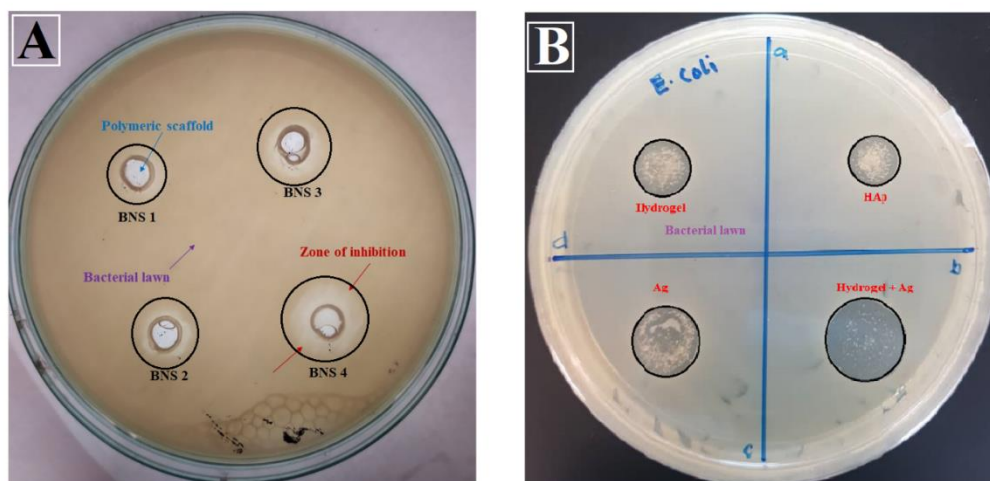 A
Polymeric scaffold
BNS 1
BNS 3
Bacterial lawn
Zone of inhibition
BNS 2
BNS 4
B
E. coli
a
Hydrogel
HAp
Bacterial lawn
Ag
Hydrogel + Ag